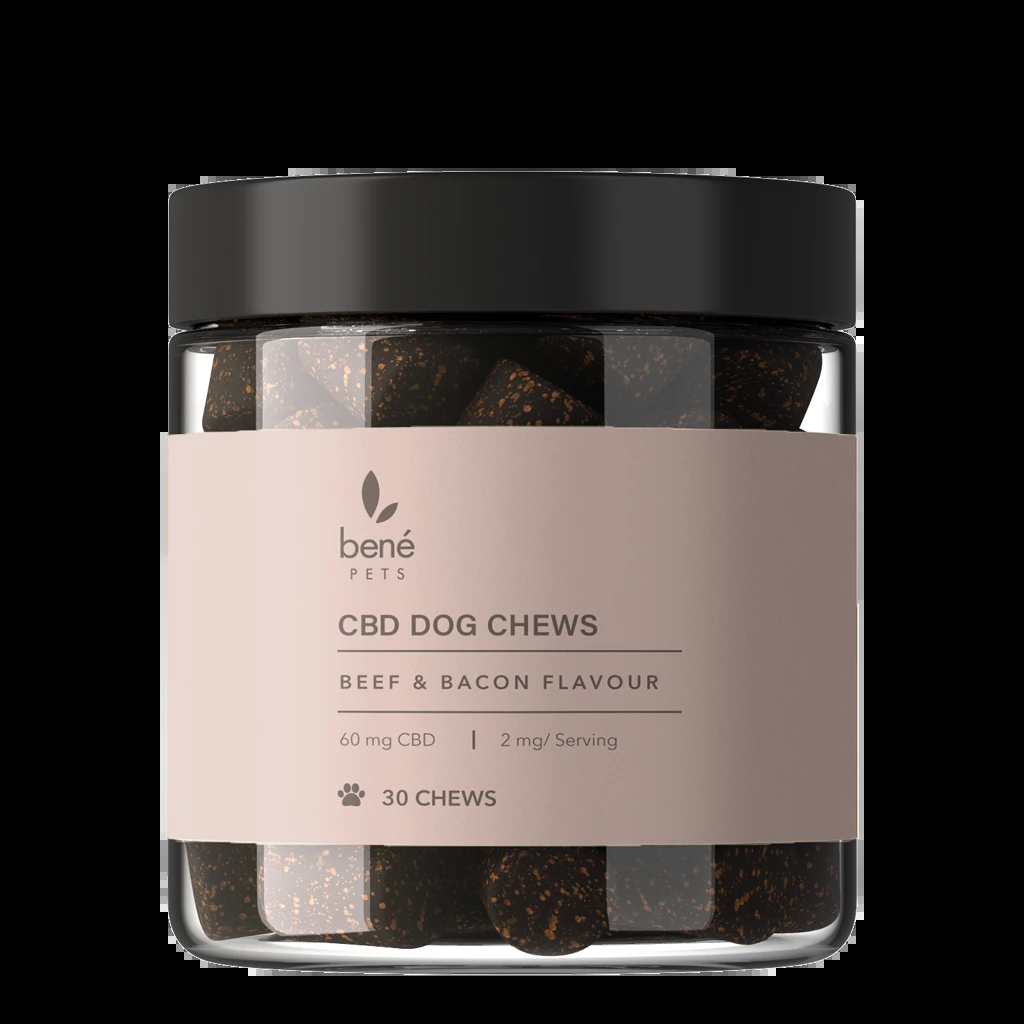 bené
PETS
CBD DOG CHEWS
BEEF & BACON FLAVOUR
60 mg CBD | 2 mg/ Serving
30 CHEWS